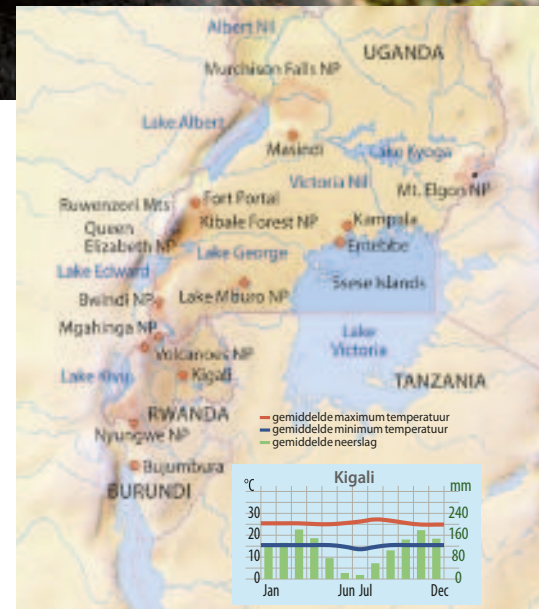 Albert Nil
UGANDA
Murchison Falls NP
Lake Albert
Masindi
Lake Kyoga
Victoria Nil
Mt. Elgon NP
Ruwenzori Mts
Fort Portal
Queen
Elizabeth NP
Kibale Forest NP
Kampala
Entebbe
Lake George
Lake Edward
Ssese Islands
Bwindi NP
Lake Mburo NP
Mgahinga NP
Lake
Victoria
Volcanoes NP
Lake Kivu
Kigali
TANZANIA
RWANDA
Nyungwe NP
gemiddelde maximum temperatuur
gemiddelde minimum temperatuur
gemiddelde neerslag
Bujumbura
BURUNDI
Kigali
°C mm
30 240
20 160
10 80
0 0
Jan Jun Jul Dec